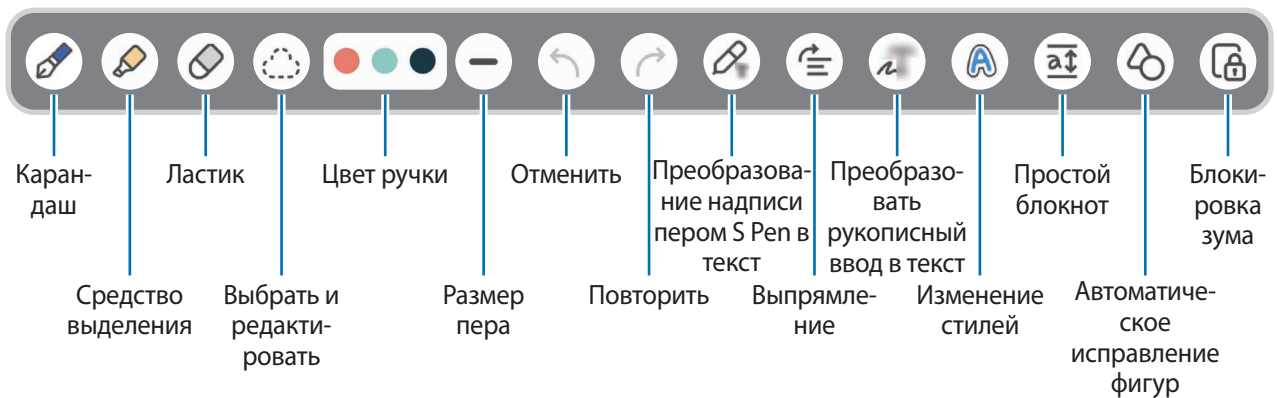 Каран-
даш
Ластик
Цвет ручки
Отменить
Преобразова-
ние надписи
пером S Pen в
текст
Преобразо-
вать
рукописный
ввод в текст
Простой
блокнот
Блоки-
ровка
зума
Средство
выделения
Выбрать и
редакти-
ровать
Размер
пера
Повторить
Выпрямле-
ние
Изменение
стилей
Автоматиче-
ское
исправление
фигур